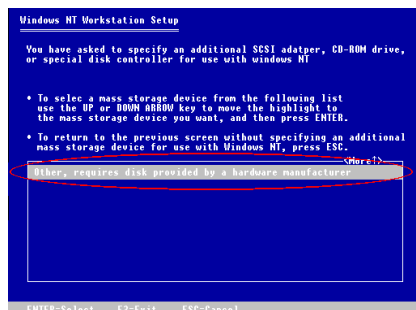 Windows NT Workstation Setup
You have asked to specify an additional SCSI adatper, CD-ROM drive,
or special disk controller for use with windows NT
• To selec a mass storage device from the following list
use the UP or DOWN ARROW key to move the highlight to
the mass storage device you want, and then press ENTER.
• To return to the previous screen without specifying an additional
mass storage device for use with Windows NT, press ESC.
<More↑>
Other, requires disk provided by a hardware manufacturer
ENTER=Select F3=Exit ESC=Cancel